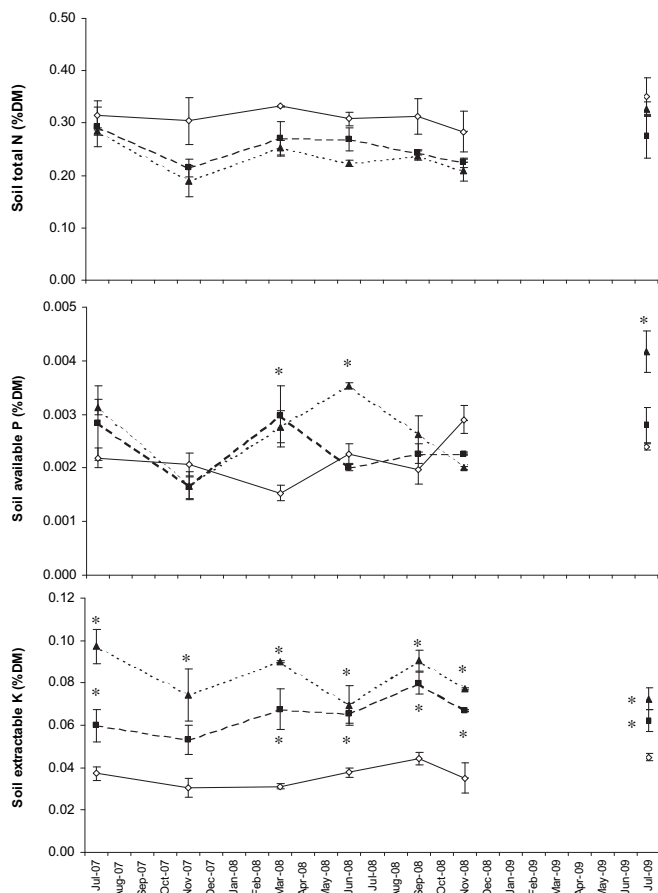 Soil total N (%DM)
0.50
0.40
0.30
0.20
0.10
0.00
Soil available P (%DM)
0.005
0.004
0.003
0.002
0.001
0.000
*
*
*
Soil extractable K (%DM)
0.12
0.10
0.08
0.06
0.04
0.02
0.00
*
*
*
*
*
*
*
*
*
*
*
*
*
Jul-07
Aug-07
Sep-07
Oct-07
Nov-07
Dec-07
Jan-08
Feb-08
Mar-08
Apr-08
May-08
Jun-08
Jul-08
Aug-08
Sep-08
Oct-08
Nov-08
Dec-08
Jan-09
Feb-09
Mar-09
Apr-09
May-09
Jun-09
Jul-09